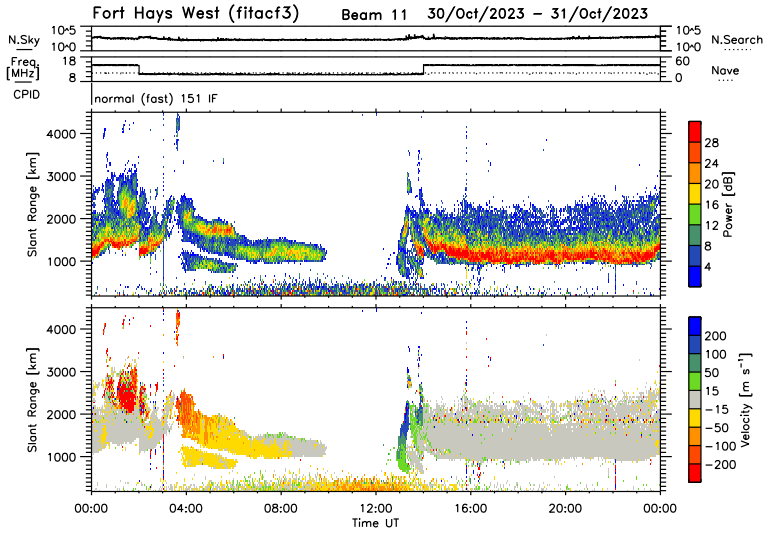 Fort Hays West (fitacf3) Beam 11 30/Oct/2023 - 31/Oct/2023
N.Sky 10^5 10^0 10^5 10^0 N.Search
Freq. [MHz] 18 8 60 0 Nave
CPID normal (fast) 151 IF
Slant Range [km]
4000
3000
2000
1000
28
24
20
16
12
8
4
Power [dB]
Slant Range [km]
4000
3000
2000
1000
200
100
50
15
-15
-50
-100
-200
Velocity [m s⁻¹]
00:00 04:00 08:00 12:00 16:00 20:00 00:00
Time UT